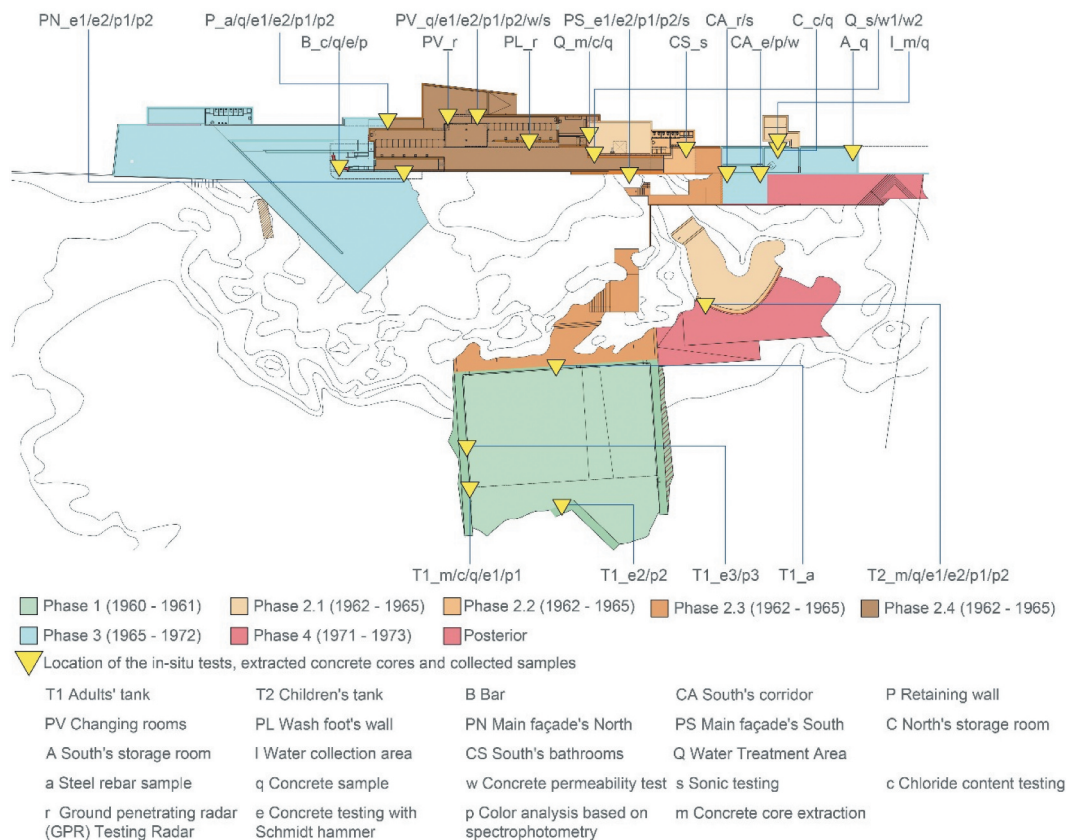 PN_e1/e2/p1/p2 P_a/q/e1/e2/p1/p2 PV_q/e1/e2/p1/p2/w/s PS_e1/e2/p1/p2/s CA_r/s C_c/q Q_s/w1/w2
B_c/q/e/p PV_r PL_r Q_m/c/q CS_s CA_e/p/w A_q I_m/q
T1_m/c/q/e1/p1 T1_e2/p2 T1_e3/p3 T1_a T2_m/q/e1/e2/p1/p2
Phase 1 (1960 - 1961) Phase 2.1 (1962 - 1965) Phase 2.2 (1962 - 1965) Phase 2.3 (1962 - 1965) Phase 2.4 (1962 - 1965)
Phase 3 (1965 - 1972) Phase 4 (1971 - 1973) Posterior
Location of the in-situ tests, extracted concrete cores and collected samples
T1 Adults' tank T2 Children's tank B Bar CA South's corridor P Retaining wall
PV Changing rooms PL Wash foot's wall PN Main façade's North PS Main façade's South C North's storage room
A South's storage room I Water collection area CS South's bathrooms Q Water Treatment Area
a Steel rebar sample q Concrete sample w Concrete permeability test s Sonic testing c Chloride content testing
r Ground penetrating radar (GPR) Testing Radar e Concrete testing with Schmidt hammer p Color analysis based on spectrophotometry m Concrete core extraction